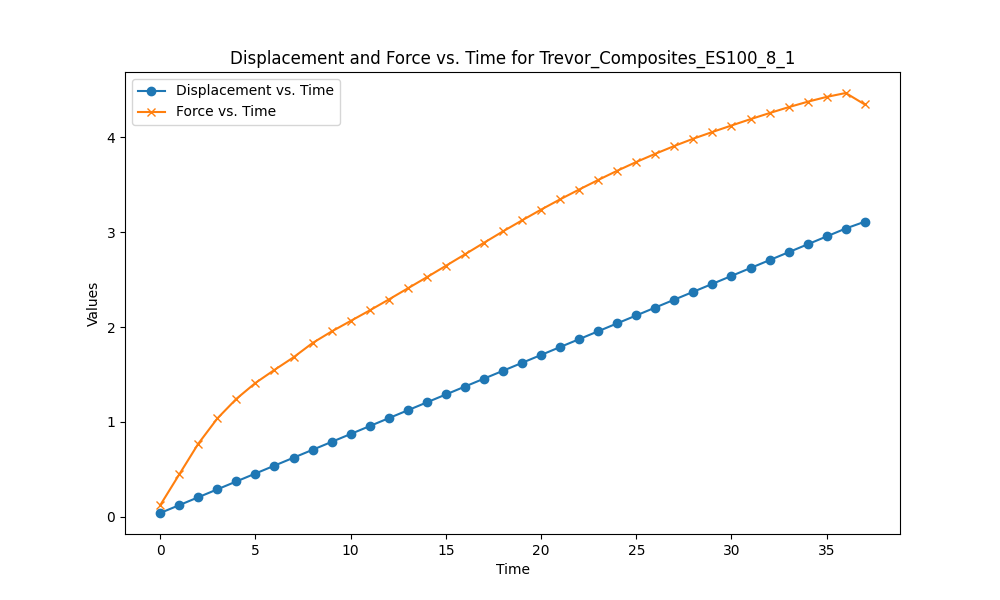 Displacement and Force vs. Time for Trevor_Composites_ES100_8_1
Displacement vs. Time
Force vs. Time
4
3
2
1
0
Values
0 5 10 15 20 25 30 35
Time